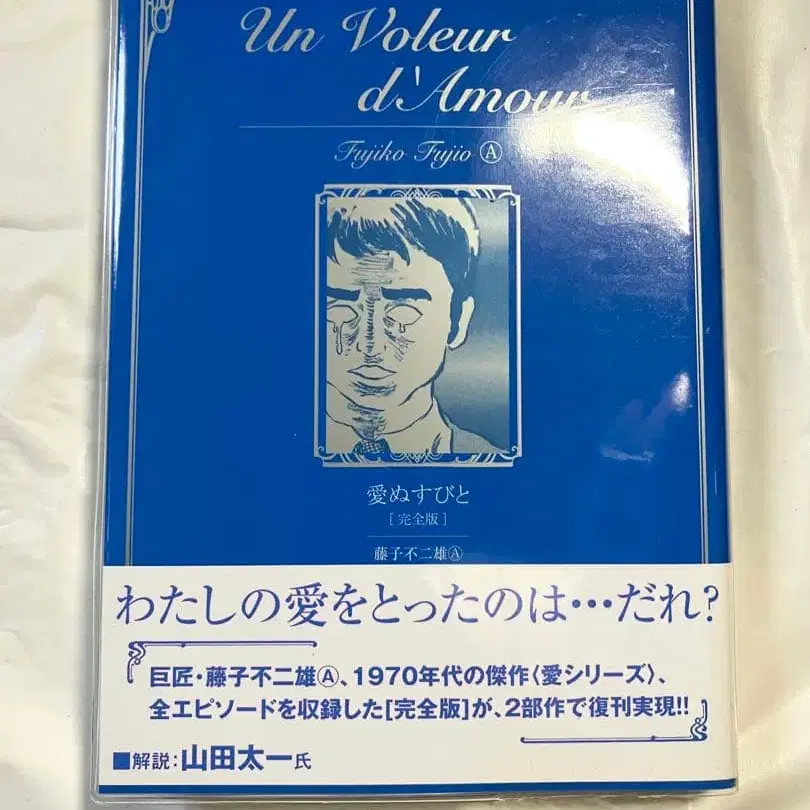 Un Voleur
d'Amour
Fujiko Fujio Ⓐ
愛ぬすびと
[完全版]
藤子不二雄Ⓐ
わたしの愛をとったのは…だれ?
巨匠・藤子不二雄Ⓐ、1970年代の傑作〈愛シリーズ〉、
全エピソードを収録した[完全版]が、2部作で復刊実現!!
■解説:山田太一氏